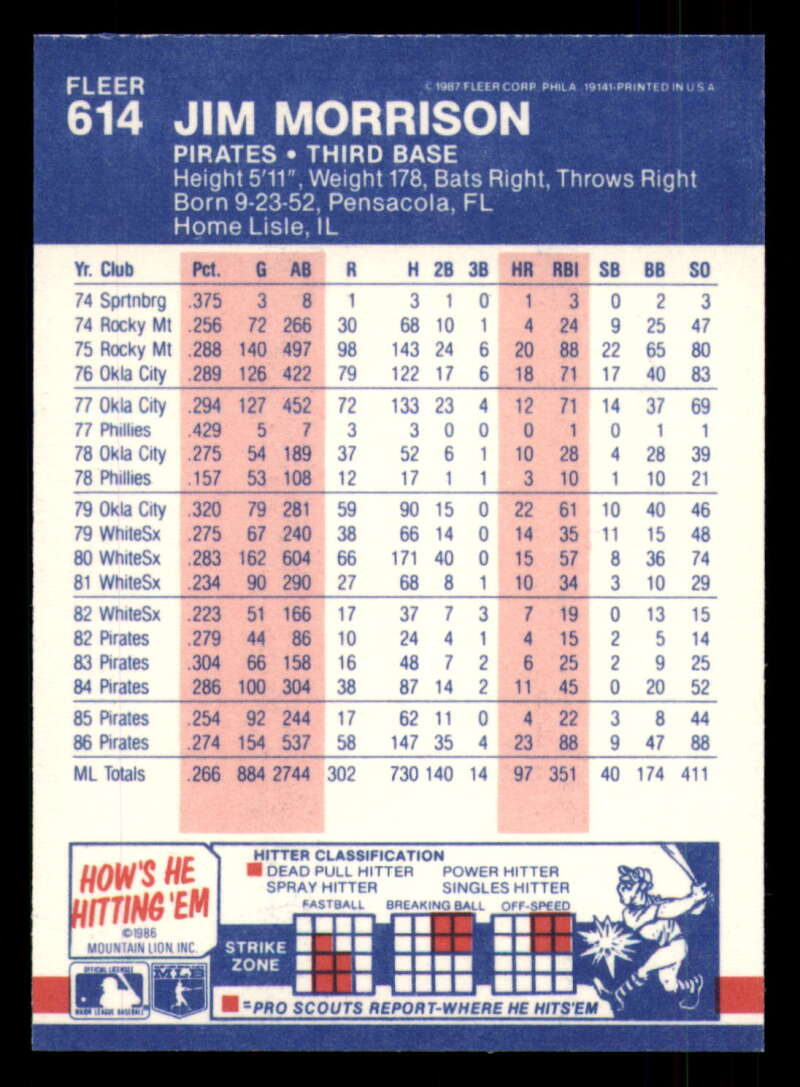 FLEER
614 JIM MORRISON
© 1987 FLEER CORP. PHILA. 19141-PRINTED IN U S A
PIRATES • THIRD BASE
Height 5'11", Weight 178, Bats Right, Throws Right
Born 9-23-52, Pensacola, FL
Home Lisle, IL
Yr. Club Pct. G AB R H 2B 3B HR RBI SB BB SO
74 Sprtnbrg .375 3 8 1 3 1 0 1 3 0 2 3
74 Rocky Mt .256 72 266 30 68 10 1 4 24 9 25 47
75 Rocky Mt .288 140 497 98 143 24 6 20 88 22 65 80
76 Okla City .289 126 422 79 122 17 6 18 71 17 40 83
77 Okla City .294 127 452 72 133 23 4 12 71 14 37 69
77 Phillies .429 5 7 3 3 0 0 0 1 0 1 1
78 Okla City .275 54 189 37 52 6 1 10 28 4 28 39
78 Phillies .157 53 108 12 17 1 1 3 10 1 10 21
79 Okla City .320 79 281 59 90 15 0 22 61 10 40 46
79 WhiteSx .275 67 240 38 66 14 0 14 35 11 15 48
80 WhiteSx .283 162 604 66 171 40 0 15 57 8 36 74
81 WhiteSx .234 90 290 27 68 8 1 10 34 3 10 29
82 WhiteSx .223 51 166 17 37 7 3 7 19 0 13 15
82 Pirates .279 44 86 10 24 4 1 4 15 2 5 14
83 Pirates .304 66 158 16 48 7 2 6 25 2 9 25
84 Pirates 286 100 304 38 87 14 2 11 45 0 20 52
85 Pirates .254 92 244 17 62 11 0 4 22 3 8 44
86 Pirates .274 154 537 58 147 35 4 23 88 9 47 88
ML Totals .266 884 2744 302 730 140 14 97 351 40 174 411
HOW'S HE
HITTING 'EM
©1986
MOUNTAIN LION, INC.
HITTER CLASSIFICATION
DEAD PULL HITTER POWER HITTER
SPRAY HITTER SINGLES HITTER
FASTBALL BREAKING BALL OFF-SPEED
STRIKE
ZONE
=PRO SCOUTS REPORT-WHERE HE HITS'EM
OFFICIAL LICENSEE
MAJOR LEAGUE BASEBALL
MLB